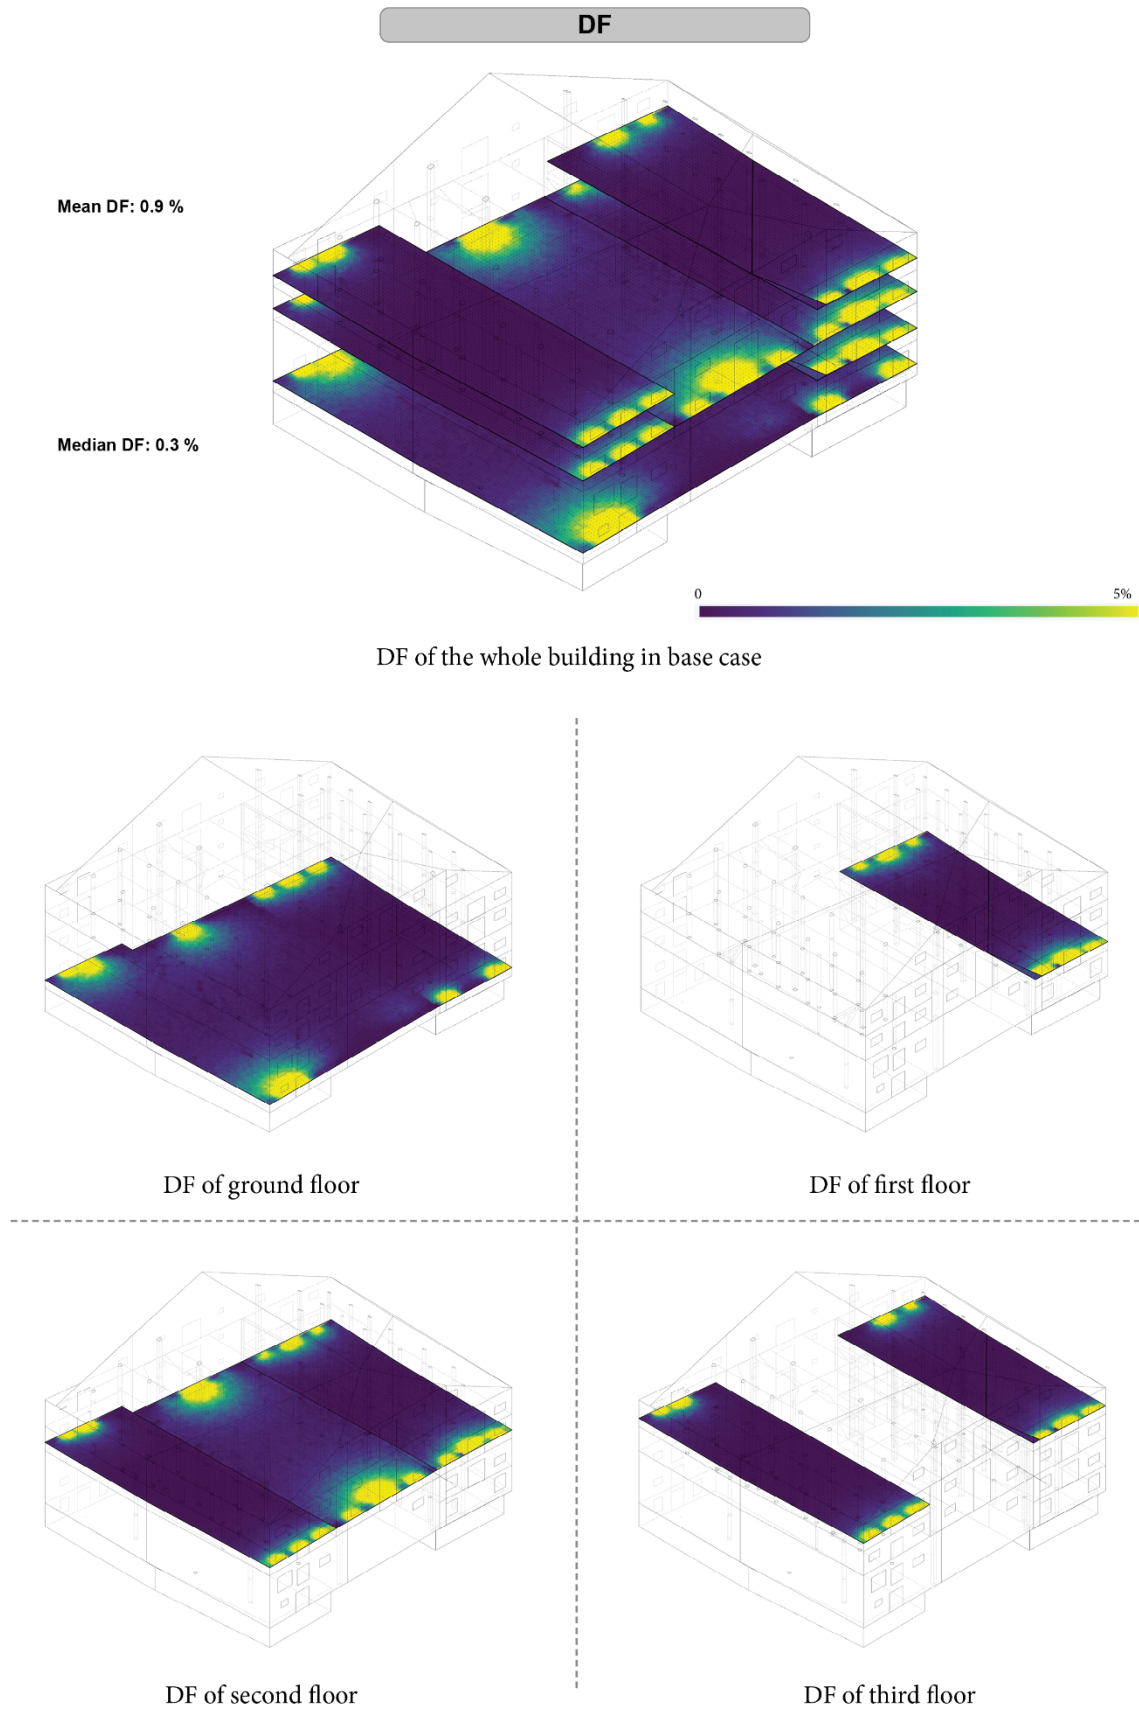 DF
Mean DF: 0.9 %
Median DF: 0.3 %
0 5%
DF of the whole building in base case
DF of ground floor
DF of first floor
DF of second floor
DF of third floor